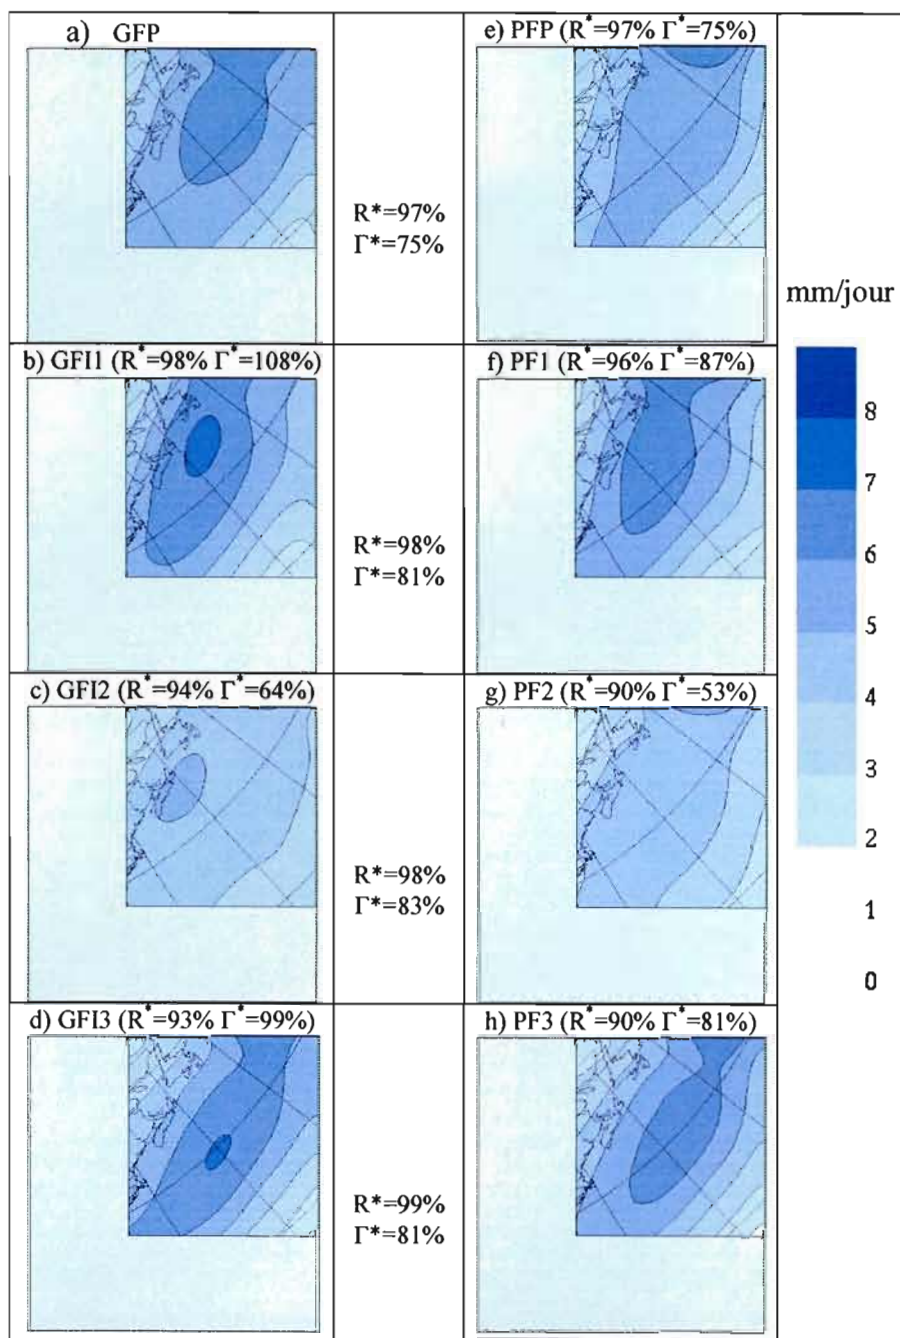 a) GFP
e) PFP (R*=97% Γ*=75%)
R*=97%
Γ*=75%
b) GFI1 (R*=98% Γ*=108%)
f) PF1 (R*=96% Γ*=87%)
R*=98%
Γ*=81%
c) GFI2 (R*=94% Γ*=64%)
g) PF2 (R*=90% Γ*=53%)
R*=98%
Γ*=83%
d) GFI3 (R*=93% Γ*=99%)
h) PF3 (R*=90% Γ*=81%)
R*=99%
Γ*=81%
mm/jour
8
7
6
5
4
3
2
1
0